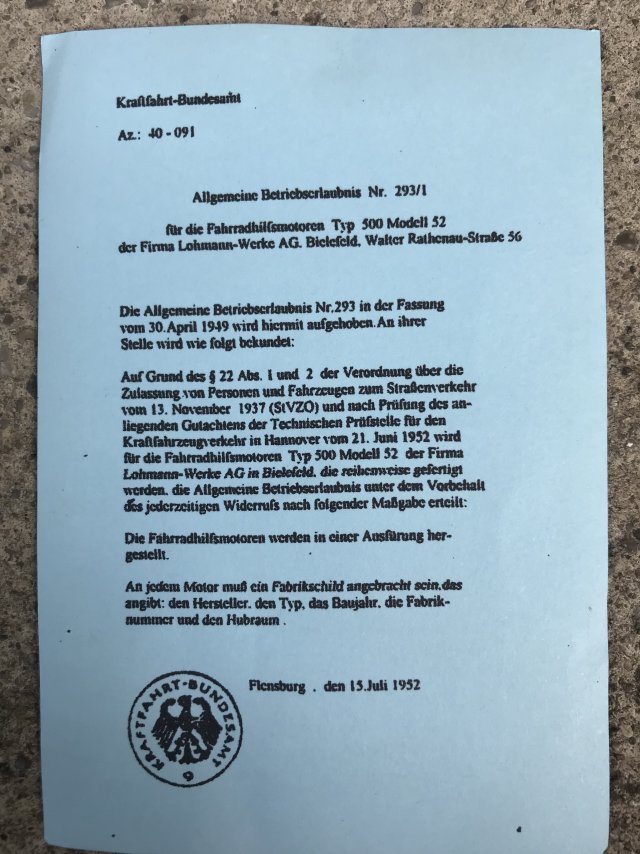 Kraftfahrt-Bundesamt
Az.: 40 - 091
Allgemeine Betriebserlaubnis Nr. 293/1
für die Fahrradhilfsmotoren Typ 500 Modell 52
der Firma Lohmann-Werke AG. Bielefeld, Walter Rathenau-Straße 56
Die Allgemeine Betriebserlaubnis Nr.293 in der Fassung
vom 30.April 1949 wird hiermit aufgehoben.An ihrer
Stelle wird wie folgt bekundet:
Auf Grund des § 22 Abs. 1 und 2 der Verordnung über die
Zulassung von Personen und Fahrzeugen zum Straßenverkehr
vom 13. November 1937 (StVZO) und nach Prüfung des an-
liegenden Gutachtens der Technischen Prüfstelle für den
Kraftfahrzeugverkehr in Hannover vom 21. Juni 1952 wird
für die Fahrradhilfsmotoren Typ 500 Modell 52 der Firma
Lohmann-Werke AG in Bielefeld, die reihenweise gefertigt
werden, die Allgemeine Betriebserlaubnis unter dem Vorbehalt
des jederzeitigen Widerrufs nach folgender Maßgabe erteilt:
Die Fahrradhilfsmotoren werden in einer Ausfürung her-
gestellt.
An jedem Motor muß ein Fabrikschild angebracht sein,das
angibt: den Hersteller, den Typ, das Baujahr, die Fabrik-
nummer und den Hubraum .
Flensburg , den 15.Juli 1952
KRAFTFAHRT-BUNDESAMT
9